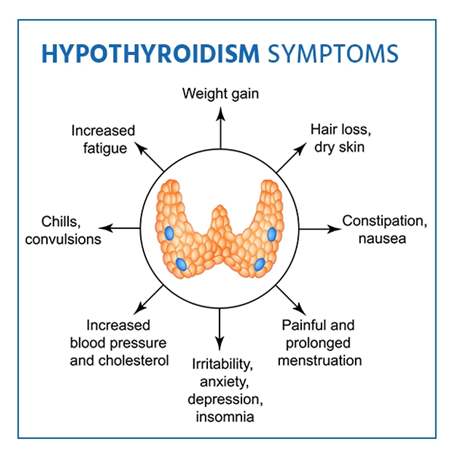 HYPOTHYROIDISM SYMPTOMS
Weight gain
Increased
fatigue
Hair loss,
dry skin
Chills,
convulsions
Constipation,
nausea
Increased
blood pressure
and cholesterol
Irritability,
anxiety,
depression,
insomnia
Painful and
prolonged
menstruation